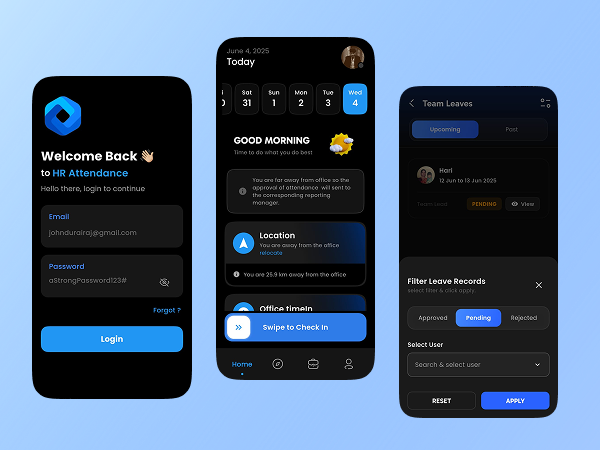 Welcome Back 👋🏼
to HR Attendance
Hello there, login to continue
Email
johndurairaj@gmail.com
Password
aStrongPassword123#
Forgot ?
Login
June 4, 2025
Today
Sat
31
Sun
1
Mon
2
Tue
3
Wed
4
GOOD MORNING
Time to do what you do best
You are far away from office so the
approval of attendance will sent to
the corresponding reporting
manager.
Location
You are away from the office
relocate
You are 25.9 km away from the office
Office timeIn
Swipe to Check In
Home
Team Leaves
Upcoming
Past
Hari
12 Jun to 13 Jun 2025
Team Lead
PENDING
View
Filter Leave Records
select filter & click apply
Approved
Pending
Rejected
Select User
Search & select user
RESET
APPLY